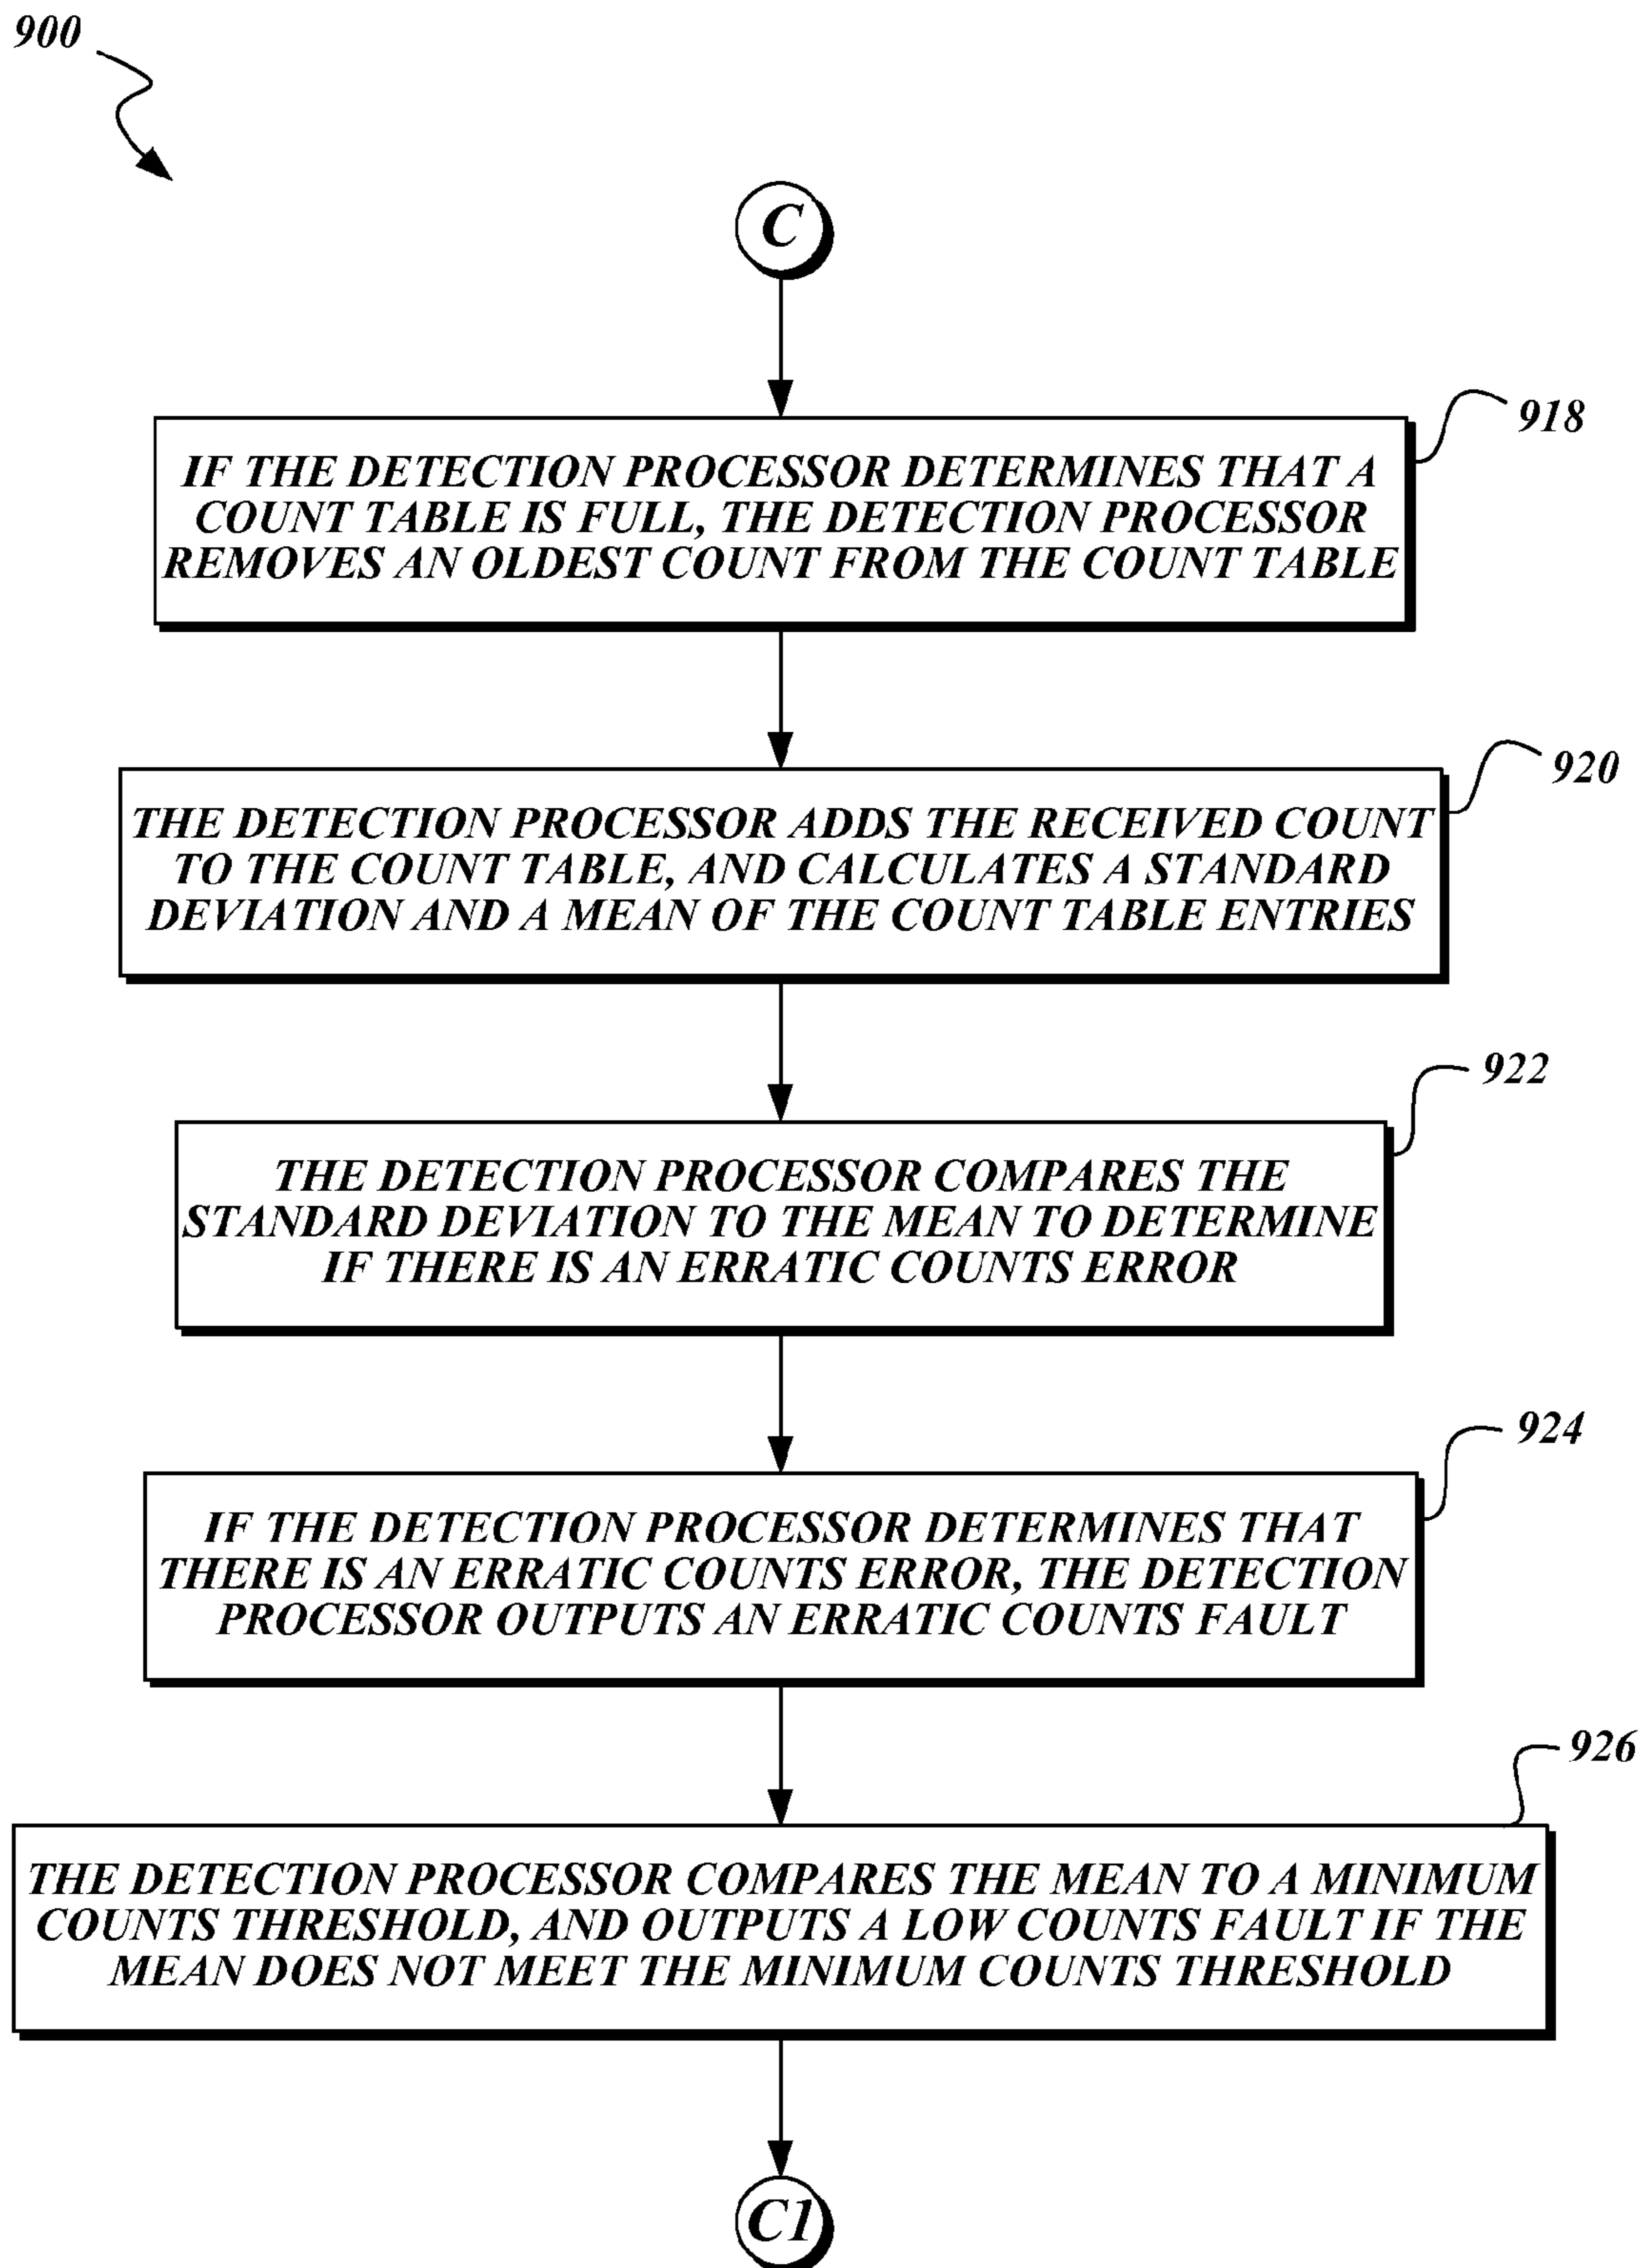 900
C
918
IF THE DETECTION PROCESSOR DETERMINES THAT A
COUNT TABLE IS FULL, THE DETECTION PROCESSOR
REMOVES AN OLDEST COUNT FROM THE COUNT TABLE
920
THE DETECTION PROCESSOR ADDS THE RECEIVED COUNT
TO THE COUNT TABLE, AND CALCULATES A STANDARD
DEVIATION AND A MEAN OF THE COUNT TABLE ENTRIES
922
THE DETECTION PROCESSOR COMPARES THE
STANDARD DEVIATION TO THE MEAN TO DETERMINE
IF THERE IS AN ERRATIC COUNTS ERROR
924
IF THE DETECTION PROCESSOR DETERMINES THAT
THERE IS AN ERRATIC COUNTS ERROR, THE DETECTION
PROCESSOR OUTPUTS AN ERRATIC COUNTS FAULT
926
THE DETECTION PROCESSOR COMPARES THE MEAN TO A MINIMUM
COUNTS THRESHOLD, AND OUTPUTS A LOW COUNTS FAULT IF THE
MEAN DOES NOT MEET THE MINIMUM COUNTS THRESHOLD
C1